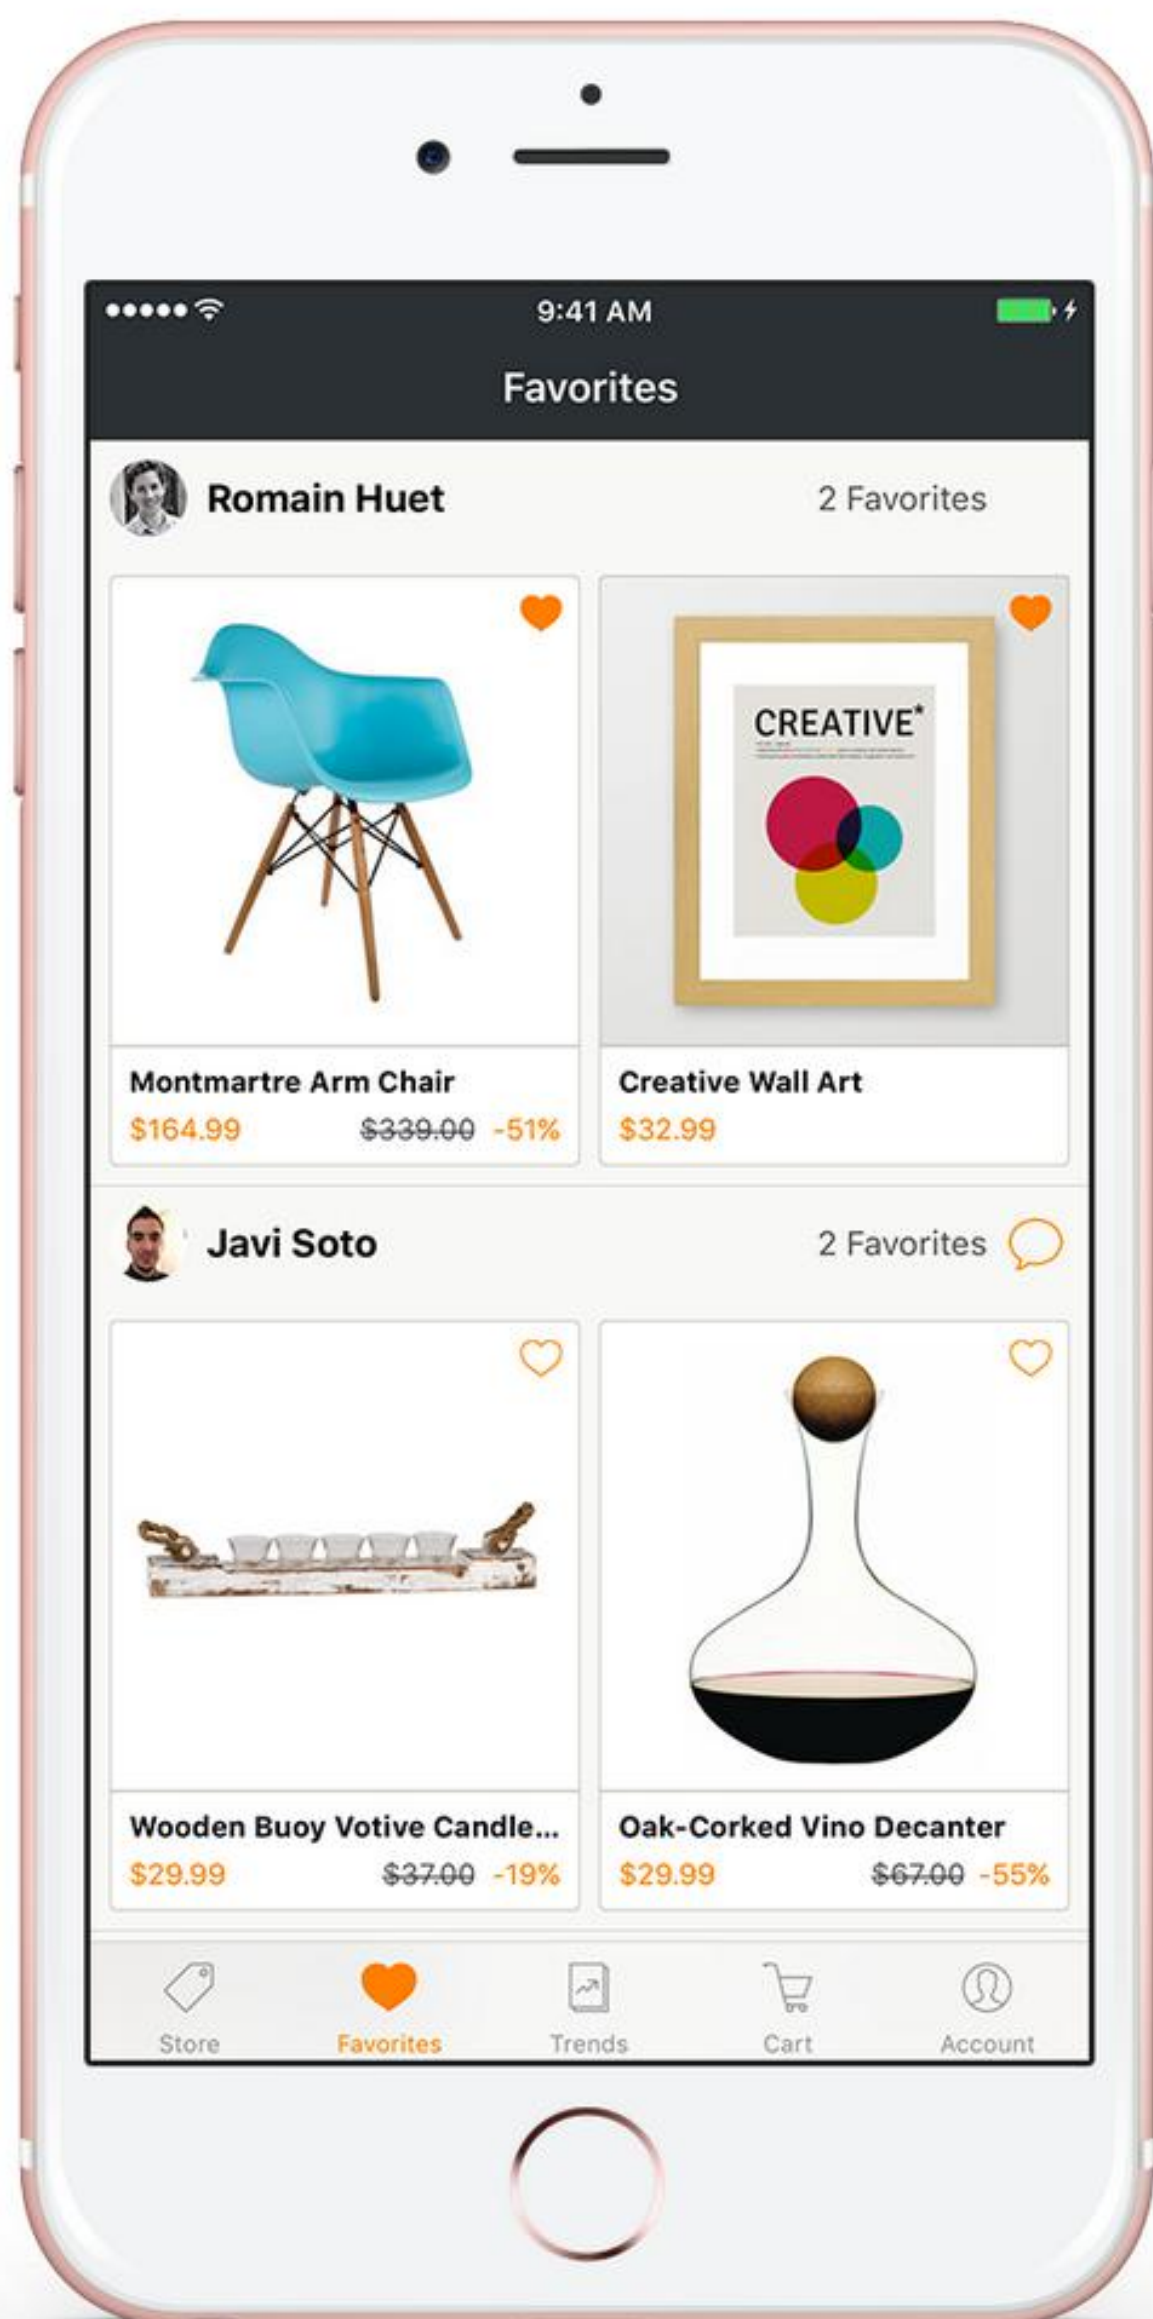 9:41 AM
Favorites
Romain Huet 2 Favorites
CREATIVE*
Montmartre Arm Chair
$164.99 $339.00 -51%
Creative Wall Art
$32.99
Javi Soto 2 Favorites
Wooden Buoy Votive Candle...
$29.99 $37.00 -19%
Oak-Corked Vino Decanter
$29.99 $67.00 -55%
Store Favorites Trends Cart Account